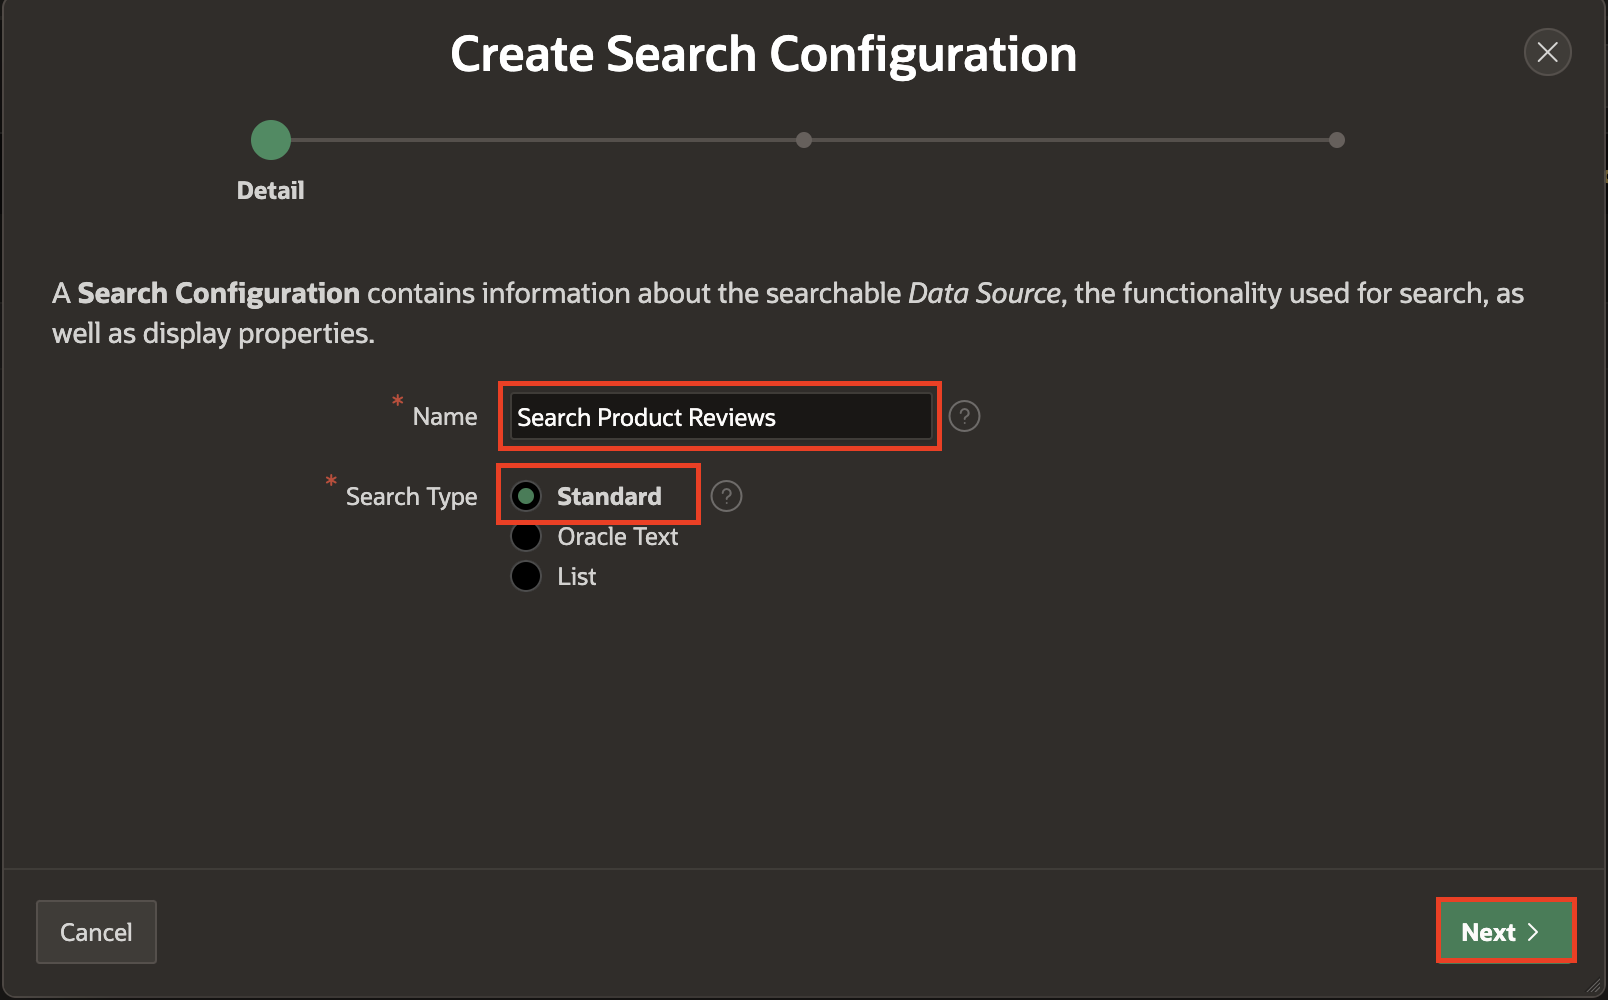 Create Search Configuration
Detail
A Search Configuration contains information about the searchable Data Source, the functionality used for search, as
well as display properties.
* Name
Search Product Reviews
?
* Search Type
Standard
?
Oracle Text
List
Cancel
Next